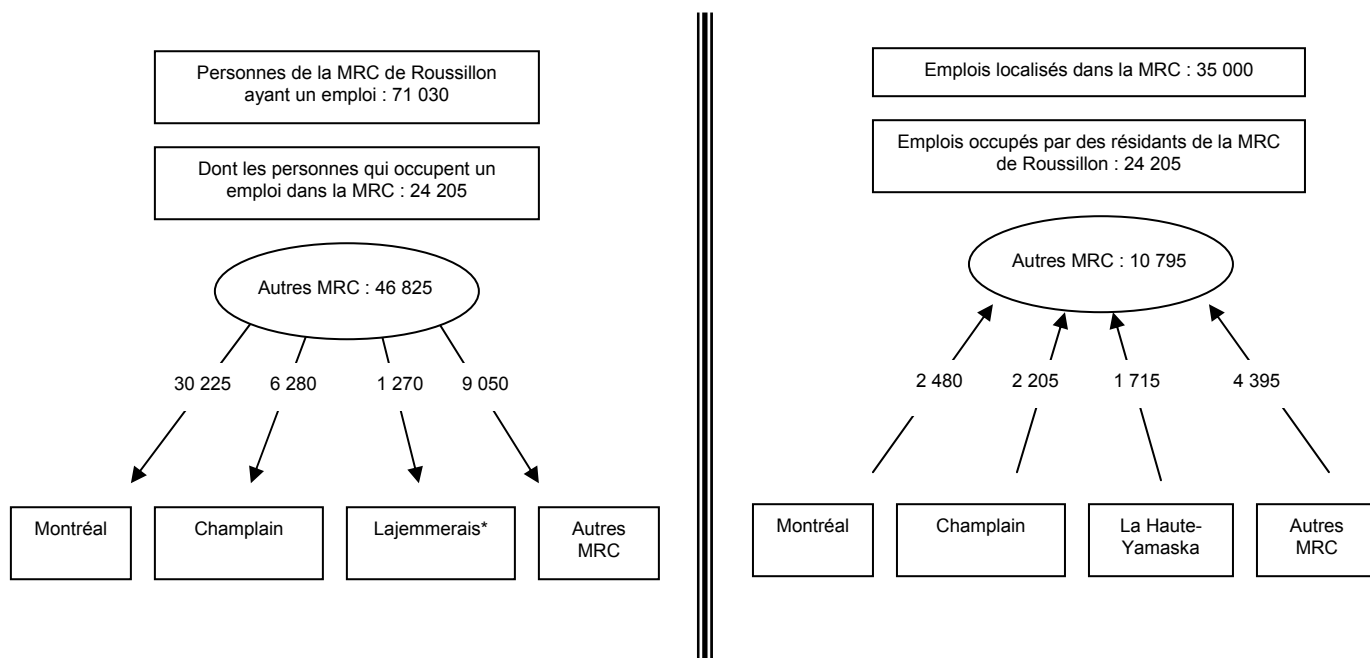 Personnes de la MRC de Roussillon
ayant un emploi : 71 030
Dont les personnes qui occupent un
emploi dans la MRC : 24 205
Autres MRC : 46 825
30 225
6 280
1 270
9 050
Montréal
Champlain
Lajemmerais*
Autres
MRC
Emplois localisés dans la MRC : 35 000
Emplois occupés par des résidants de la MRC
de Roussillon : 24 205
Autres MRC : 10 795
2 480
2 205
1 715
4 395
Montréal
Champlain
La Haute-
Yamaska
Autres
MRC